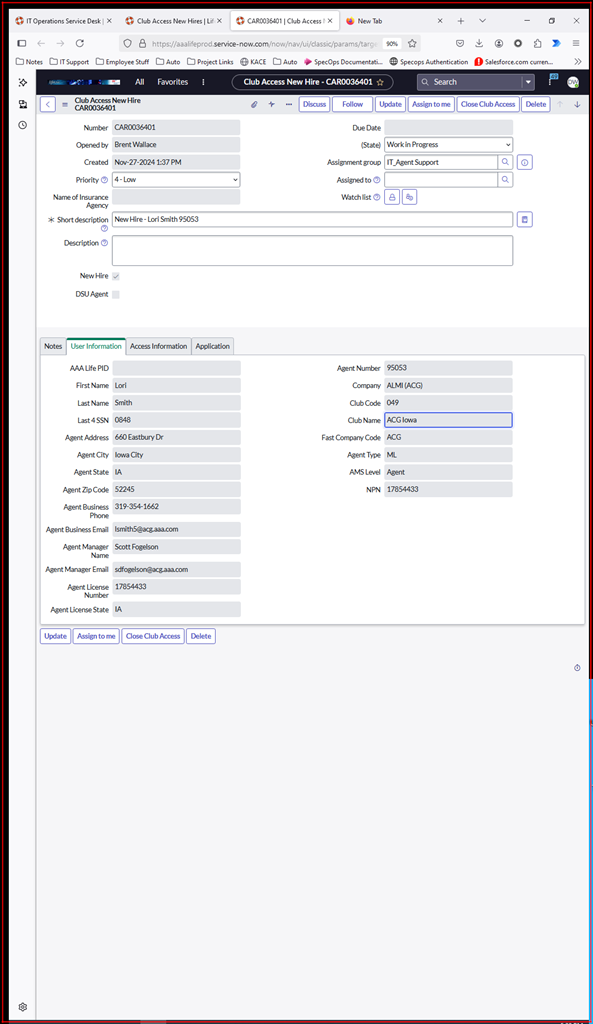 IT Operations Service Desk |
Club Access New Hires | Lif
CAR0036401 | Club Access
New Tab
https://aaalifeprod.service-now.com/now/nav/ui/classic/params/targ
90%
Notes IT Support Employee Stuff Auto Project Links KACE Auto SpecOps Documentati... Specops Authentication Salesforce.com curren...
All Favorites Club Access New Hire - CAR0036401 Search
Club Access New Hire
CAR0036401
Discuss Follow Update Assign to me Close Club Access Delete
Number CAR0036401
Due Date
Opened by Brent Wallace
(State) Work in Progress
Created Nov-27-2024 1:37 PM
Assignment group IT_Agent Support
Priority 4 - Low
Assigned to
Name of Insurance
Agency
Watch list
Short description New Hire - Lori Smith 95053
Description
New Hire
DSU Agent
Notes User Information Access Information Application
AAA Life PID
Agent Number 95053
First Name Lori
Company ALMI (ACG)
Last Name Smith
Club Code 049
Last 4 SSN 0848
Club Name ACG Iowa
Agent Address 660 Eastbury Dr
Fast Company Code ACG
Agent City Iowa City
Agent Type ML
Agent State IA
AMS Level Agent
Agent Zip Code 52245
NPN 17854433
Agent Business
Phone
319-354-1662
Agent Business Email lsmith5@acg.aaa.com
Agent Manager
Name
Scott Fogelson
Agent Manager Email sdfogelson@acg.aaa.com
Agent License
Number
17854433
Agent License State IA
Update Assign to me Close Club Access Delete